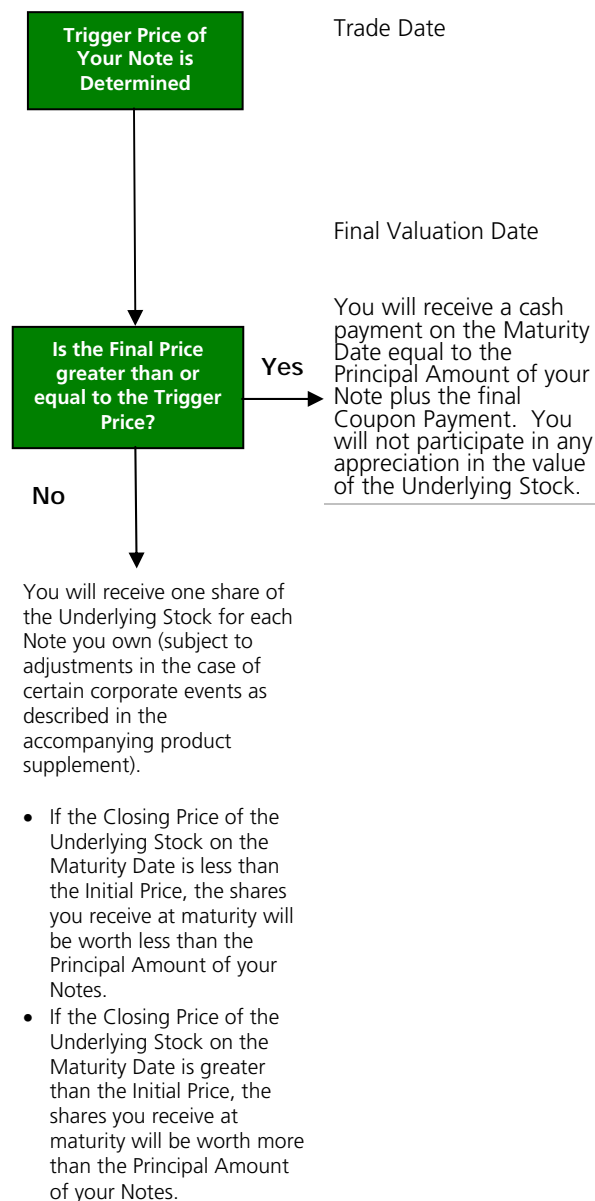 Trigger Price of
Your Note is
Determined
Trade Date
Final Valuation Date
Is the Final Price
greater than or
equal to the Trigger
Price?
Yes
You will receive a cash
payment on the Maturity
Date equal to the
Principal Amount of your
Note plus the final
Coupon Payment.  You
will not participate in any
appreciation in the value
of the Underlying Stock.
No
You will receive one share of
the Underlying Stock for each
Note you own (subject to
adjustments in the case of
certain corporate events as
described in the
accompanying product
supplement).
• If the Closing Price of the
Underlying Stock on the
Maturity Date is less than
the Initial Price, the shares
you receive at maturity will
be worth less than the
Principal Amount of your
Notes.
• If the Closing Price of the
Underlying Stock on the
Maturity Date is greater
than the Initial Price, the
shares you receive at
maturity will be worth more
than the Principal Amount
of your Notes.